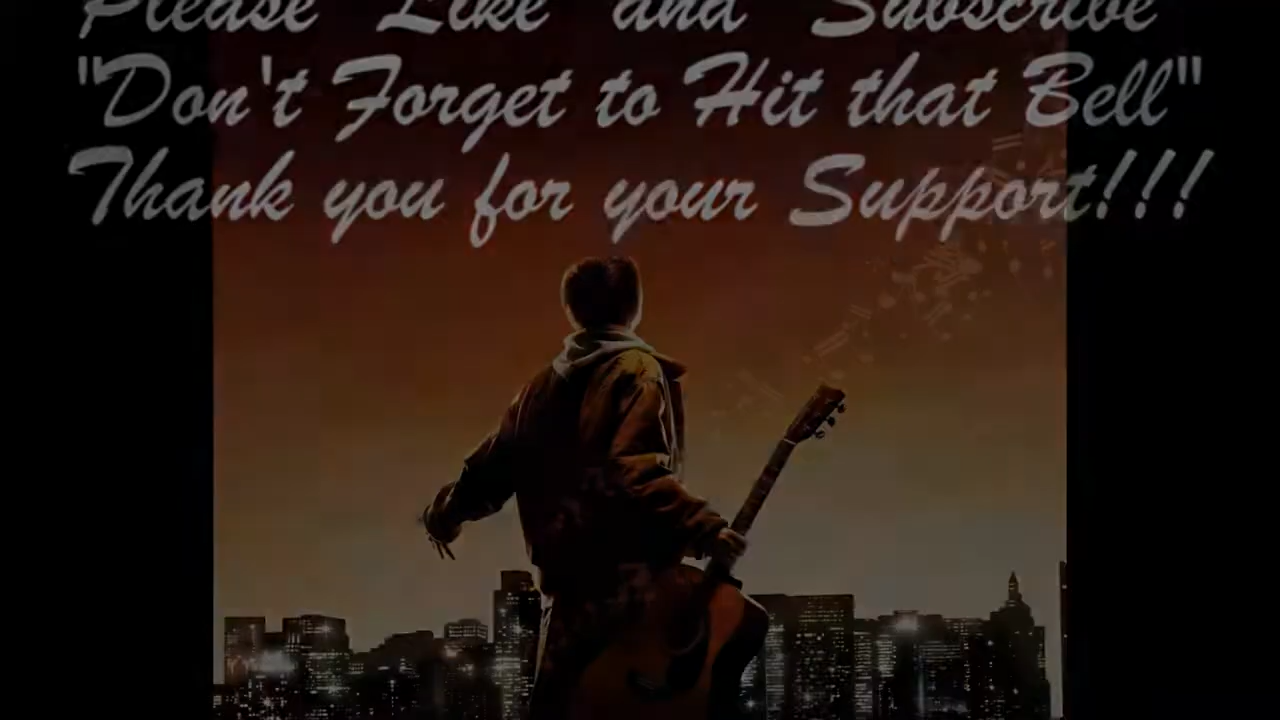 Please "Like" and "Subscribe"
"Don't Forget to Hit that Bell"
Thank you for your Support!!!